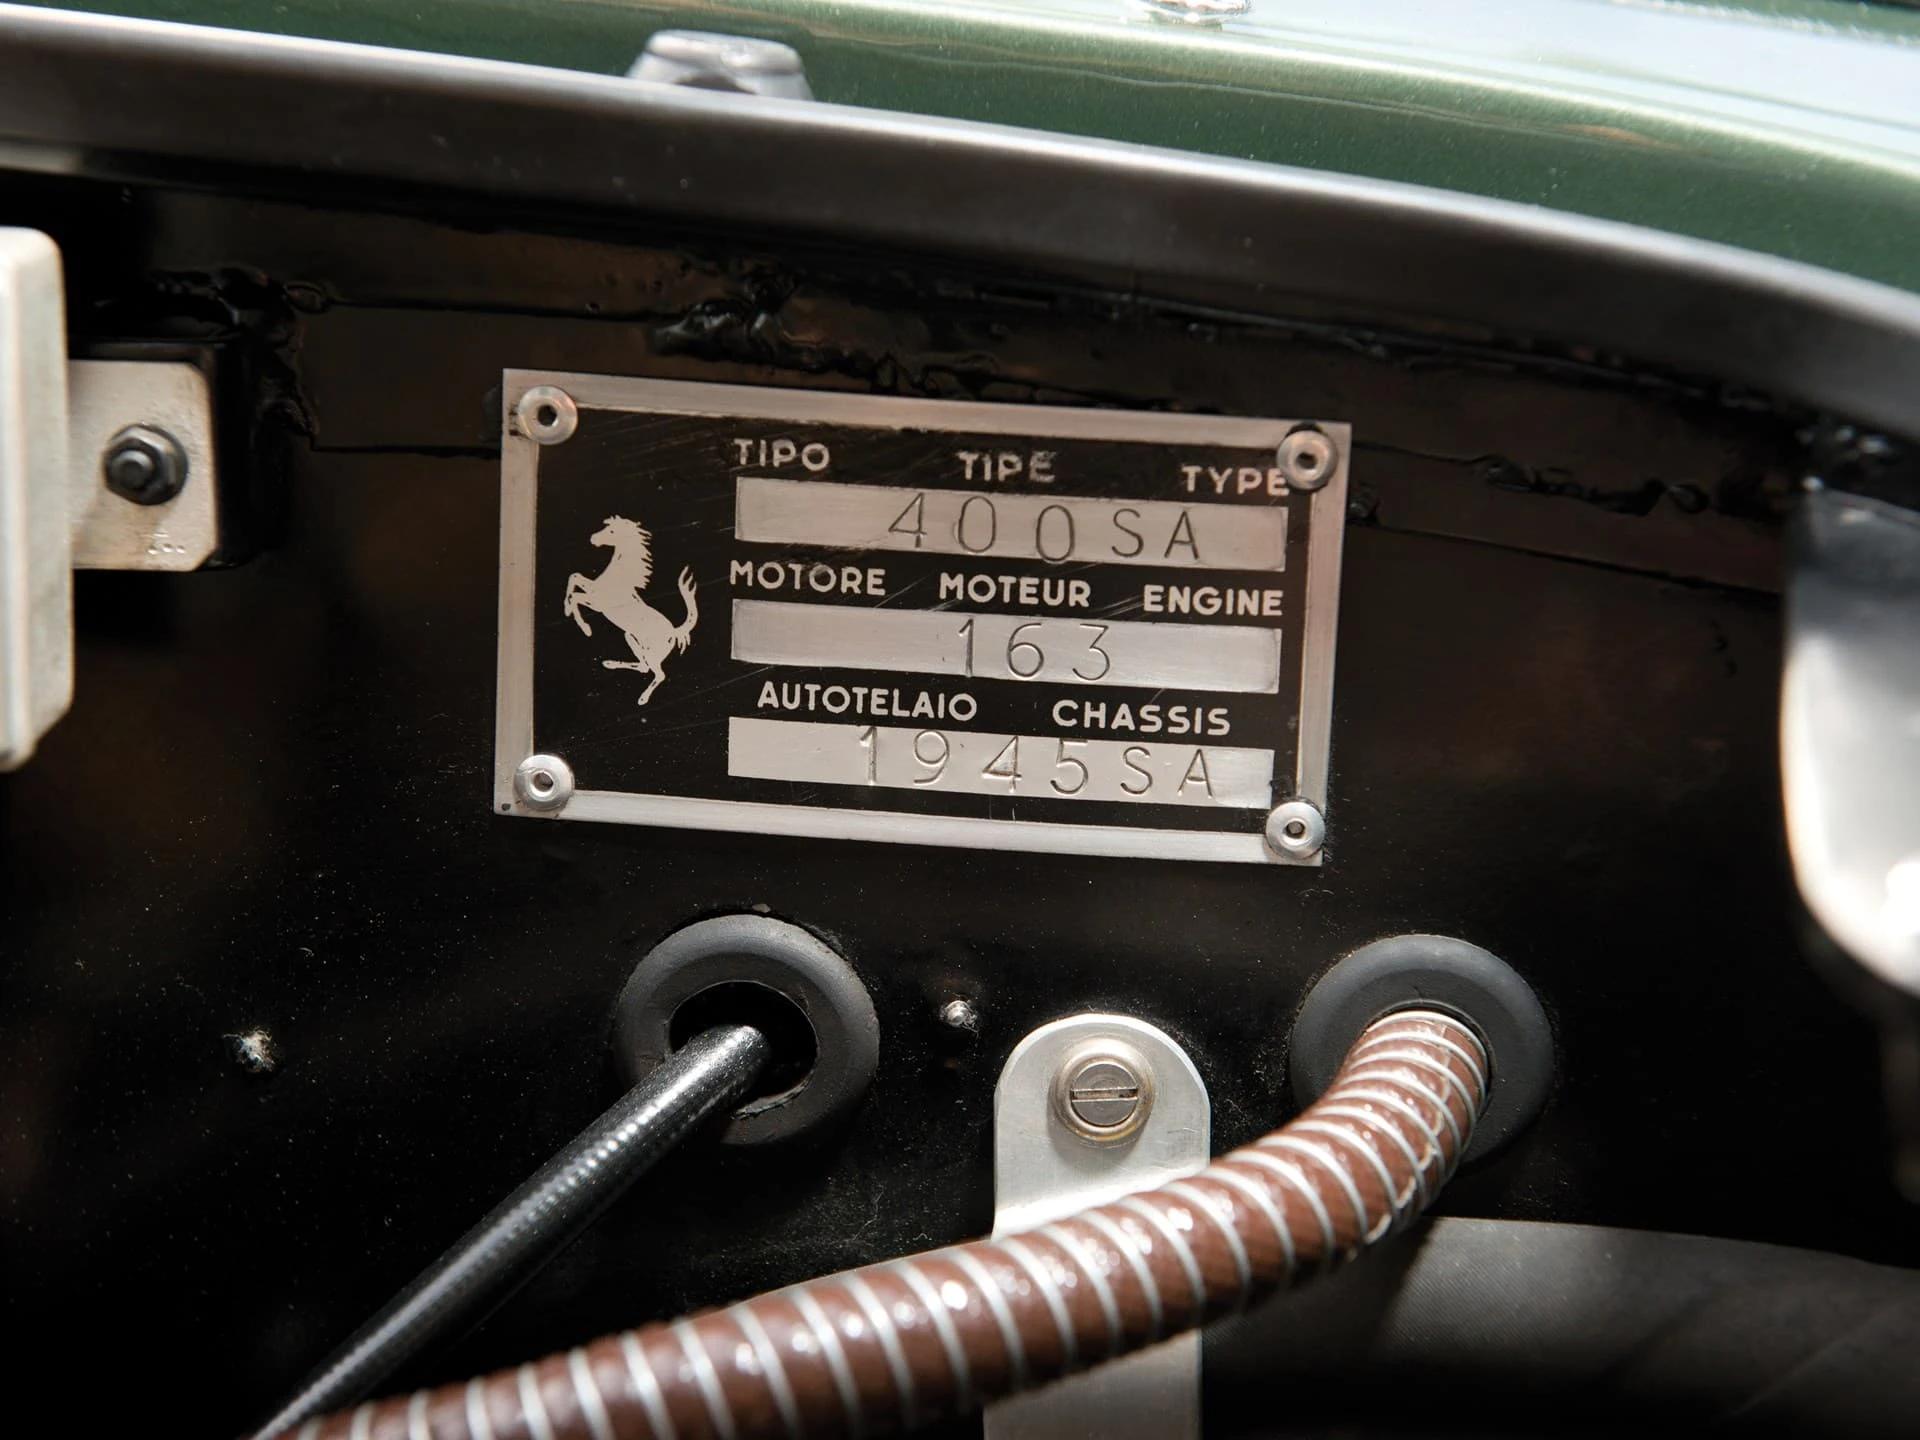 TIPO TIPE TYPE
400SA
MOTORE MOTEUR ENGINE
163
AUTOTELAIO CHASSIS
1945SA